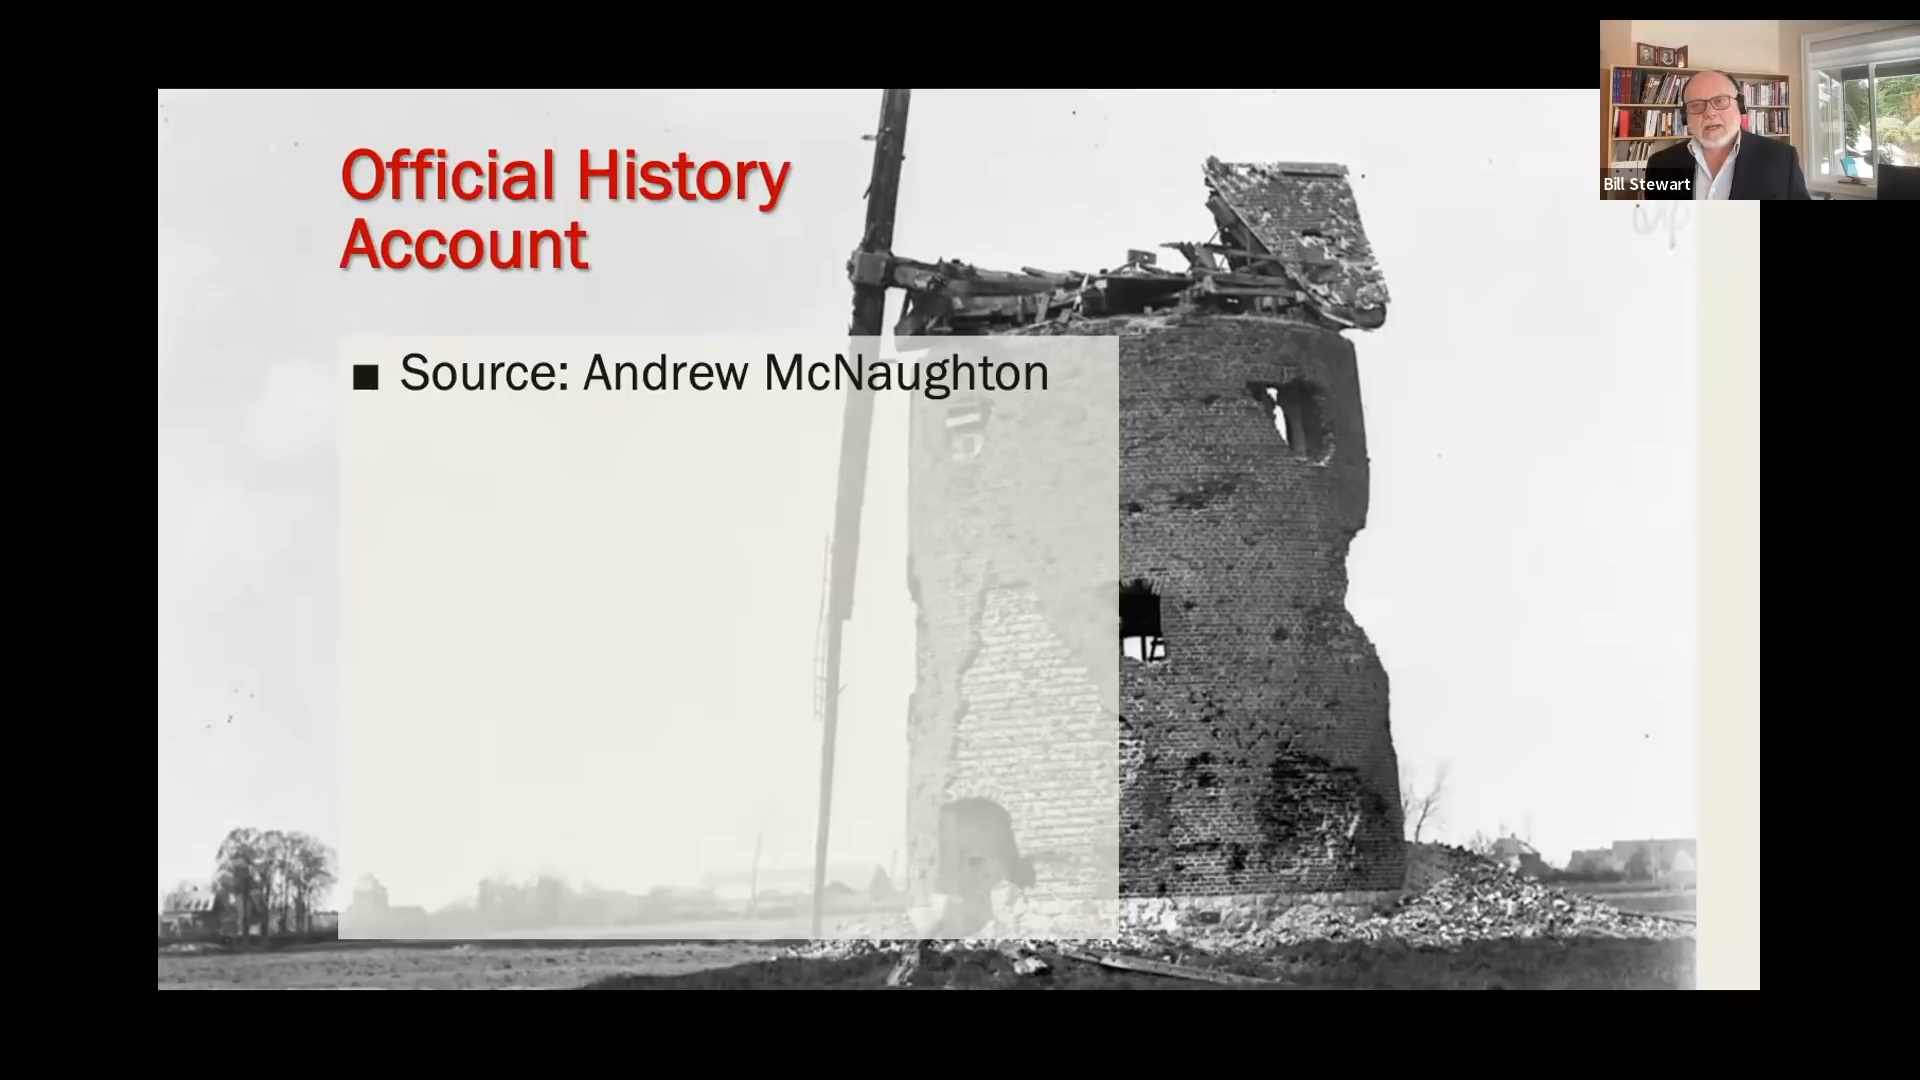 Official History
Account
■ Source: Andrew McNaughton
Bill Stewart